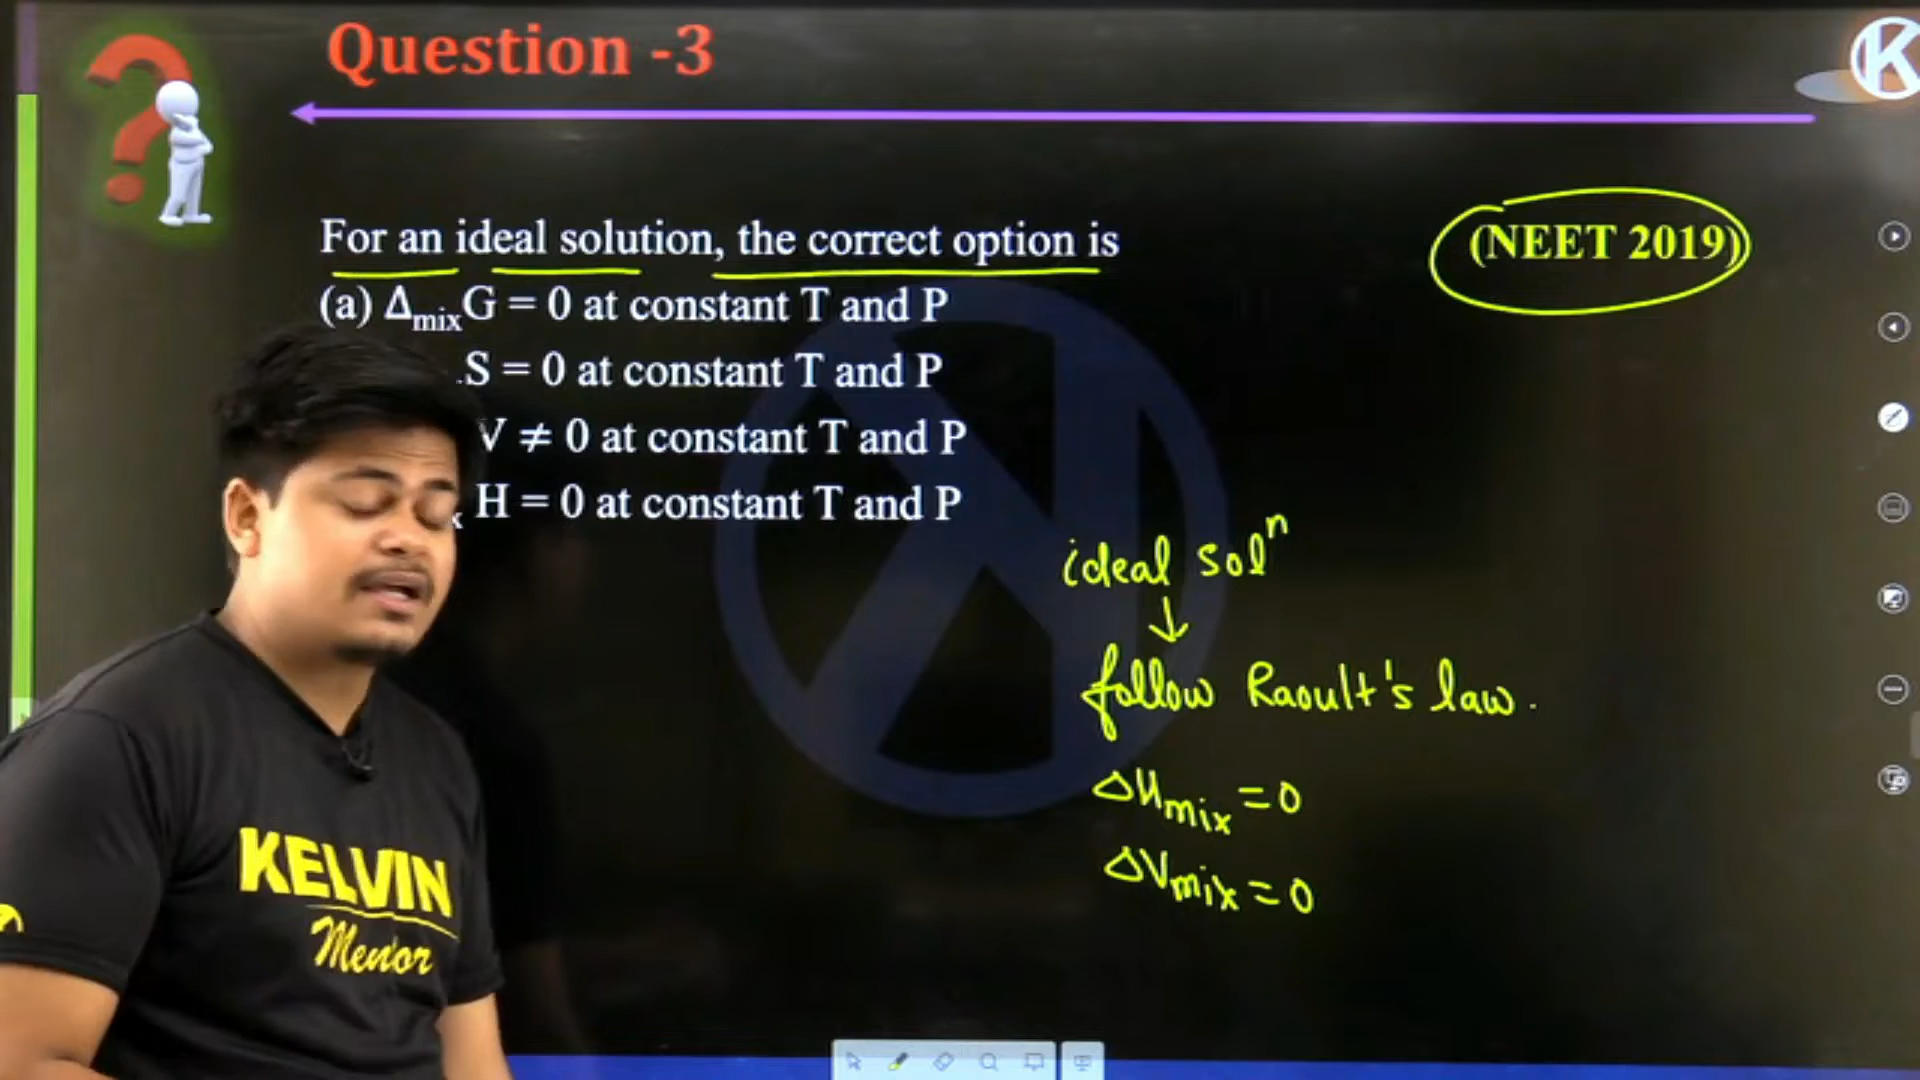 Question -3
For an ideal solution, the correct option is
(NEET 2019)
(a) ΔmixG = 0 at constant T and P
S = 0 at constant T and P
V ≠ 0 at constant T and P
x H = 0 at constant T and P
ideal solⁿ
↓
follow Raoult's law.
ΔHmix = 0
ΔVmix = 0
KELVIN
Mentor
K